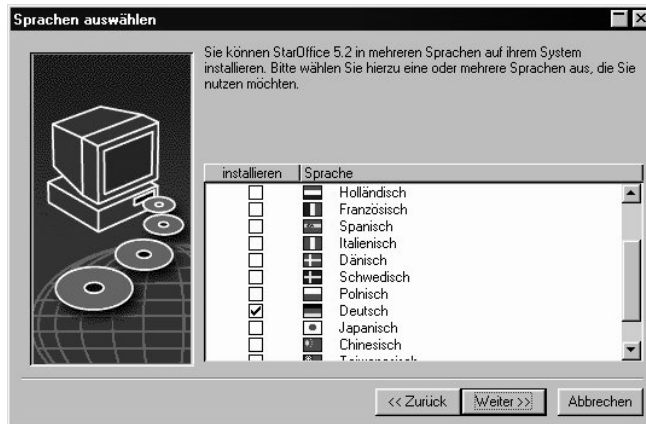 Sprachen auswählen
Sie können StarOffice 5.2 in mehreren Sprachen auf ihrem System
installieren. Bitte wählen Sie hierzu eine oder mehrere Sprachen aus, die Sie
nutzen möchten.
installieren Sprache
Holländisch
Französisch
Spanisch
Italienisch
Dänisch
Schwedisch
Polnisch
Deutsch
Japanisch
Chinesisch
<< Zurück Weiter >> Abbrechen